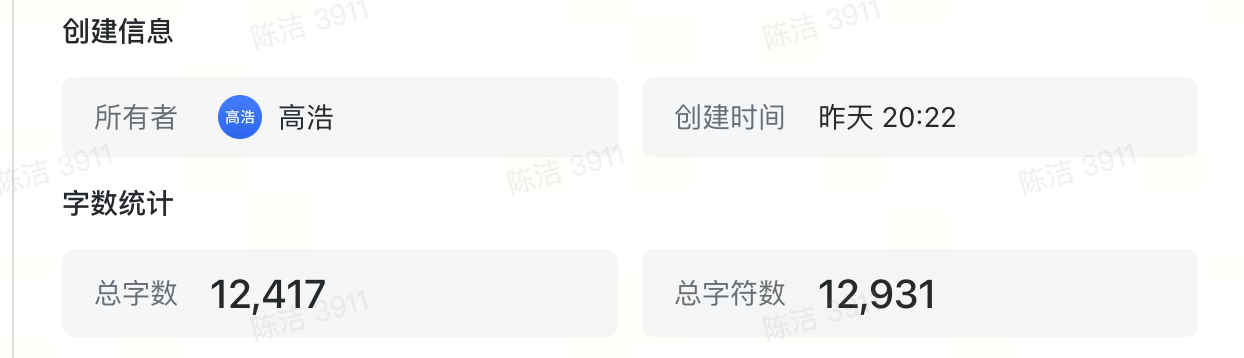 陈洁 3911
陈洁 3911
创建信息
所有者 高浩 高浩
创建时间 昨天 20:22
陈洁 3911
陈洁 3911
陈洁 3911
字数统计
总字数 12,417
总字符数 12,931
陈洁 3911
陈洁 3911